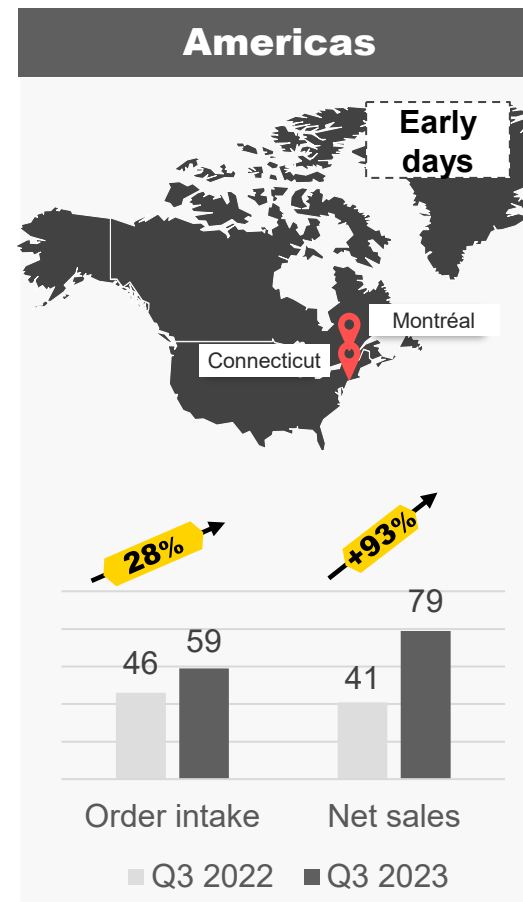 Americas
Early
days
Montréal
Connecticut
28%
+93%
46
59
41
79
Order intake
Net sales
Q3 2022
Q3 2023